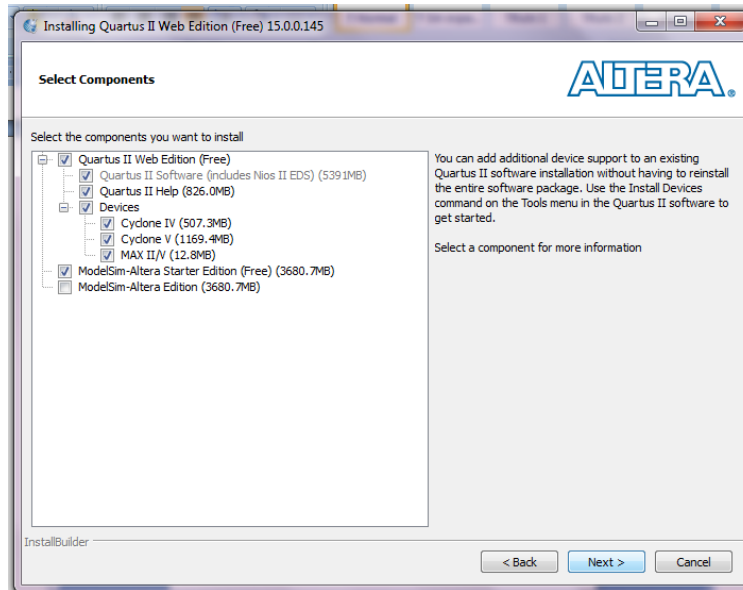 Installing Quartus II Web Edition (Free) 15.0.0.145
Select Components
ALTERA®
Select the components you want to install
Quartus II Web Edition (Free)
Quartus II Software (includes Nios II EDS) (5391MB)
Quartus II Help (826.0MB)
Devices
Cyclone IV (507.3MB)
Cyclone V (1169.4MB)
MAX II/V (12.8MB)
ModelSim-Altera Starter Edition (Free) (3680.7MB)
ModelSim-Altera Edition (3680.7MB)
You can add additional device support to an existing
Quartus II software installation without having to reinstall
the entire software package. Use the Install Devices
command on the Tools menu in the Quartus II software to
get started.
Select a component for more information
InstallBuilder
< Back
Next >
Cancel